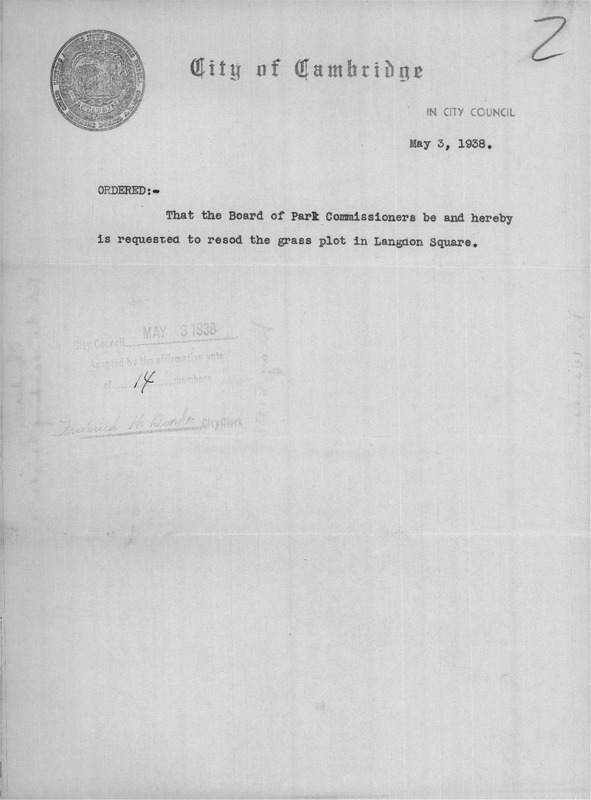 2
City of Cambridge
IN CITY COUNCIL
May 3, 1938.
ORDERED:-
That the Board of Park Commissioners be and hereby
is requested to resod the grass plot in Langdon Square.
City Council MAY 3 1938
Adopted by the affirmative vote
of 14 members
Frederick H. Burke City Clerk